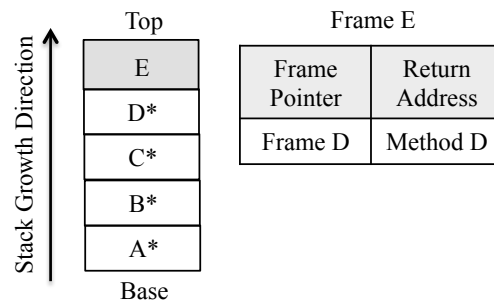 Top
Stack Growth Direction
E
D*
C*
B*
A*
Base
Frame E
Frame
Pointer
Return
Address
Frame D
Method D